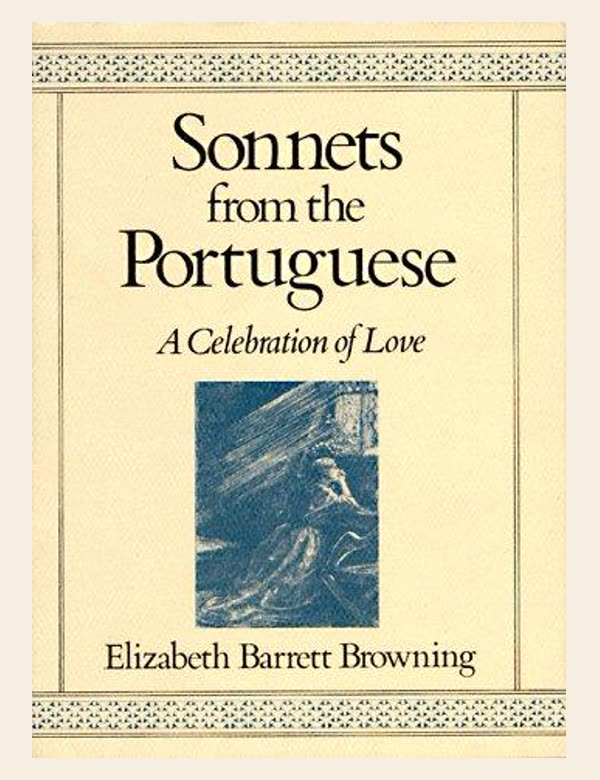 Sonnets
from the
Portuguese
A Celebration of Love
Elizabeth Barrett Browning